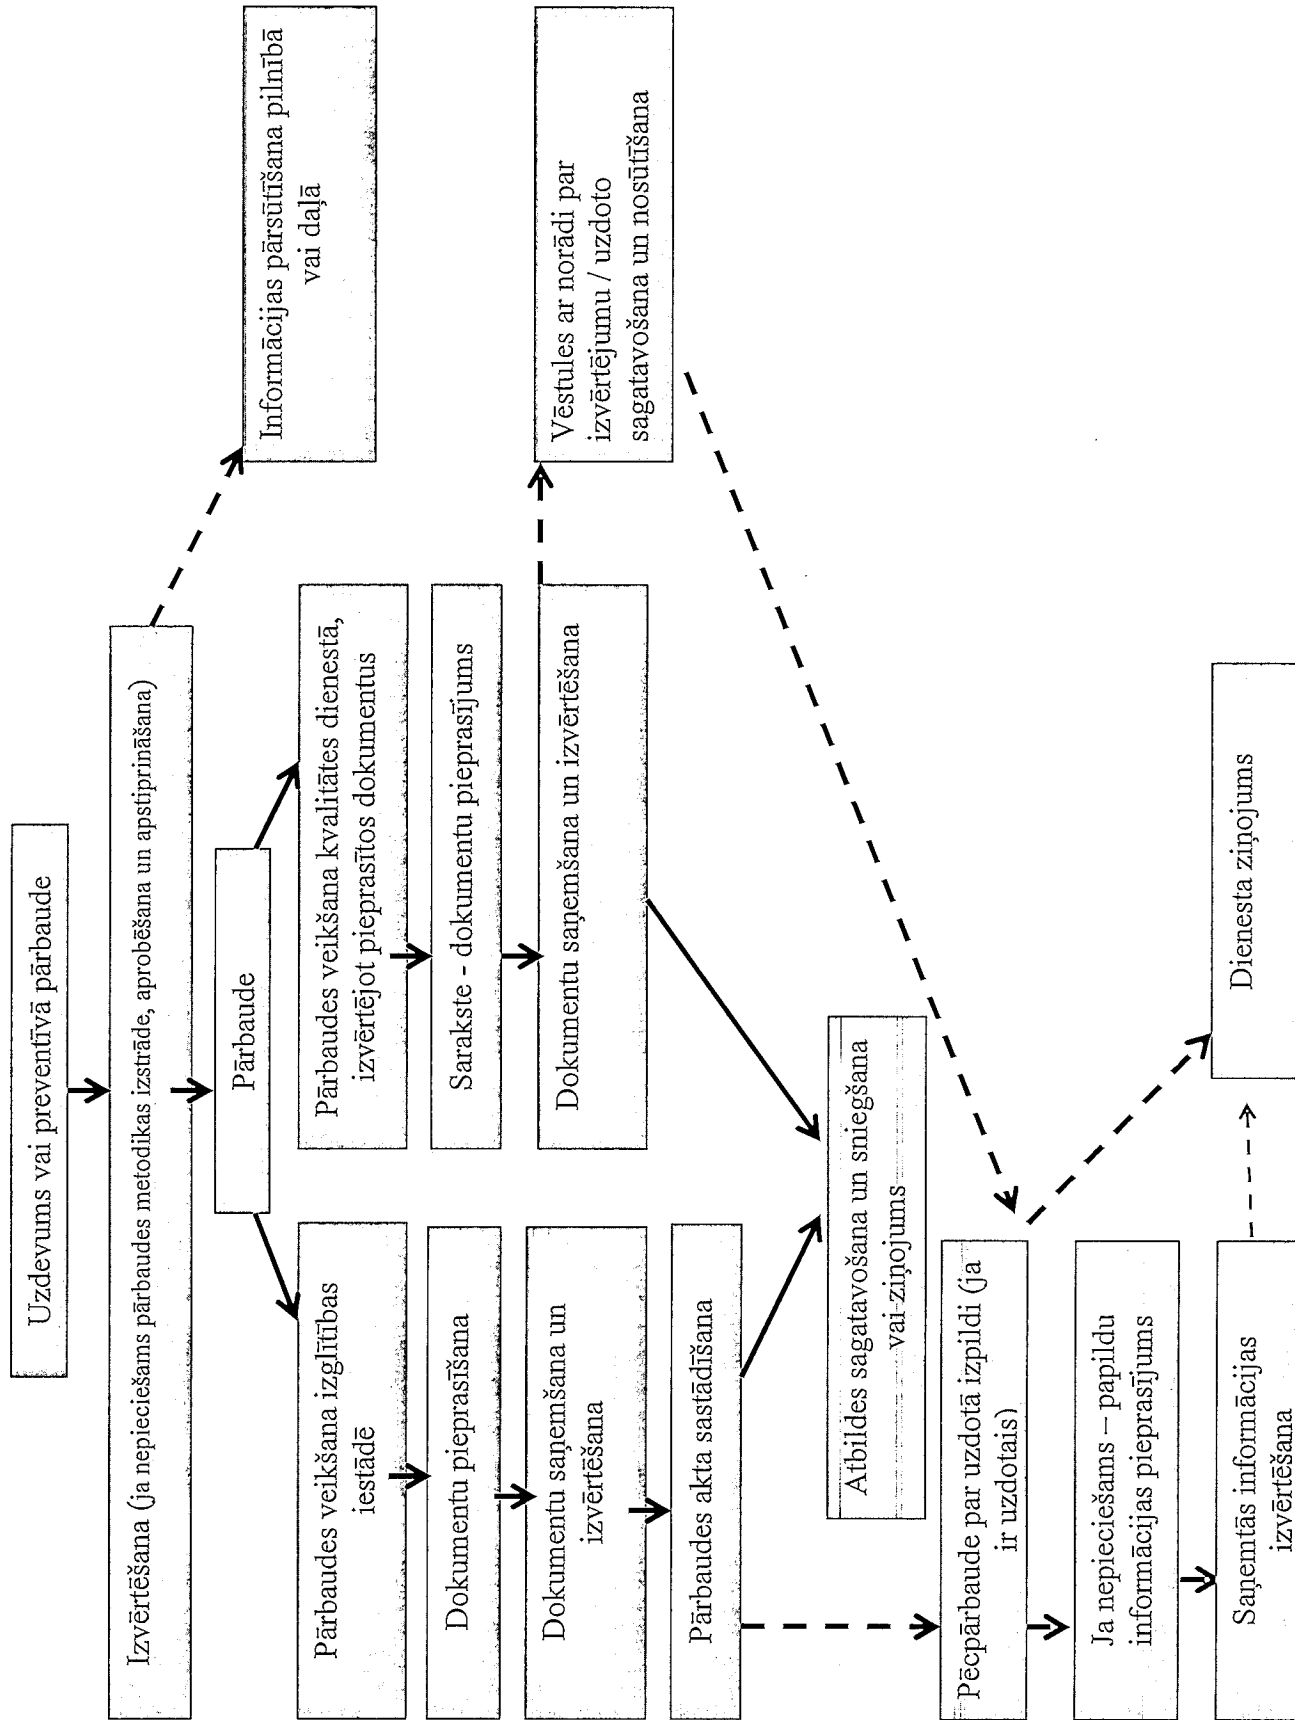 Uzdevums vai preventīvā pārbaude
Izvērtēšana (ja nepieciešams pārbaudes metodikas izstrāde, aprobēšana un apstiprināšana)
Informācijas pārsūtīšana pilnībā
vai daļā
Pārbaude
Pārbaudes veikšana izglītības
iestādē
Pārbaudes veikšana kvalitātes dienestā,
izvērtējot pieprasītos dokumentus
Dokumentu pieprasīšana
Sarakste - dokumentu pieprasījums
Dokumentu saņemšana un
izvērtēšana
Dokumentu saņemšana un izvērtēšana
Vēstules ar norādi par
izvērtējumu / uzdoto
sagatavošana un nosūtīšana
Pārbaudes akta sastādīšana
Atbildes sagatavošana un sniegšana
vai ziņojums
Pēcpārbaude par uzdotā izpildi (ja
ir uzdotais)
Ja nepieciešams – papildu
informācijas pieprasījums
Saņemtās informācijas
izvērtēšana
Dienesta ziņojums